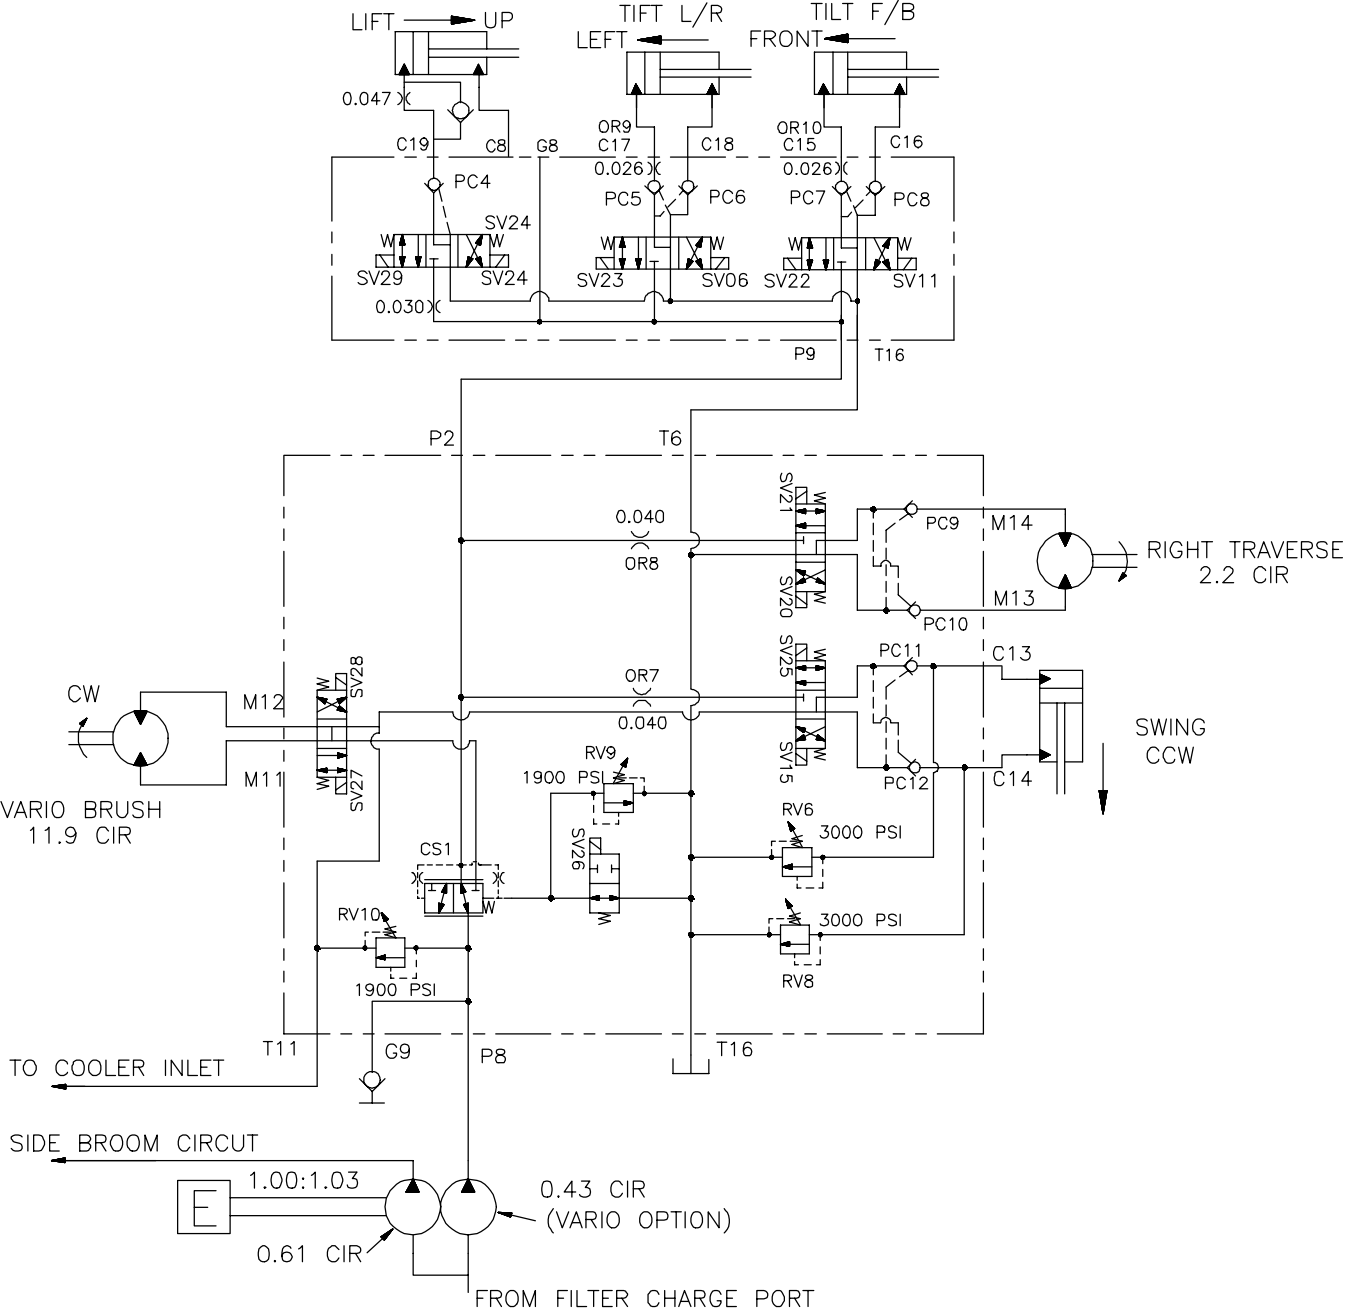 LIFT UP
TIFT L/R
LEFT
TILT F/B
FRONT
0.047
C19
C8
G8
OR9
C17
C18
OR10
C15
C16
0.026
0.026
PC4
PC5
PC6
PC7
PC8
SV24
SV29
SV24
SV23
SV06
SV22
SV11
0.030
P9
T16
P2
T6
SV21
0.040
OR8
SV20
PC9
M14
RIGHT TRAVERSE
2.2 CIR
M13
PC10
SV25
PC11
C13
OR7
0.040
SV15
PC12
C14
SWING
CCW
CW
M12
SV28
M11
SV27
VARIO BRUSH
11.9 CIR
RV9
1900 PSI
SV26
RV6
3000 PSI
CS1
RV10
1900 PSI
3000 PSI
RV8
T11
G9
P8
T16
TO COOLER INLET
SIDE BROOM CIRCUT
1.00:1.03
E
0.61 CIR
0.43 CIR
(VARIO OPTION)
FROM FILTER CHARGE PORT